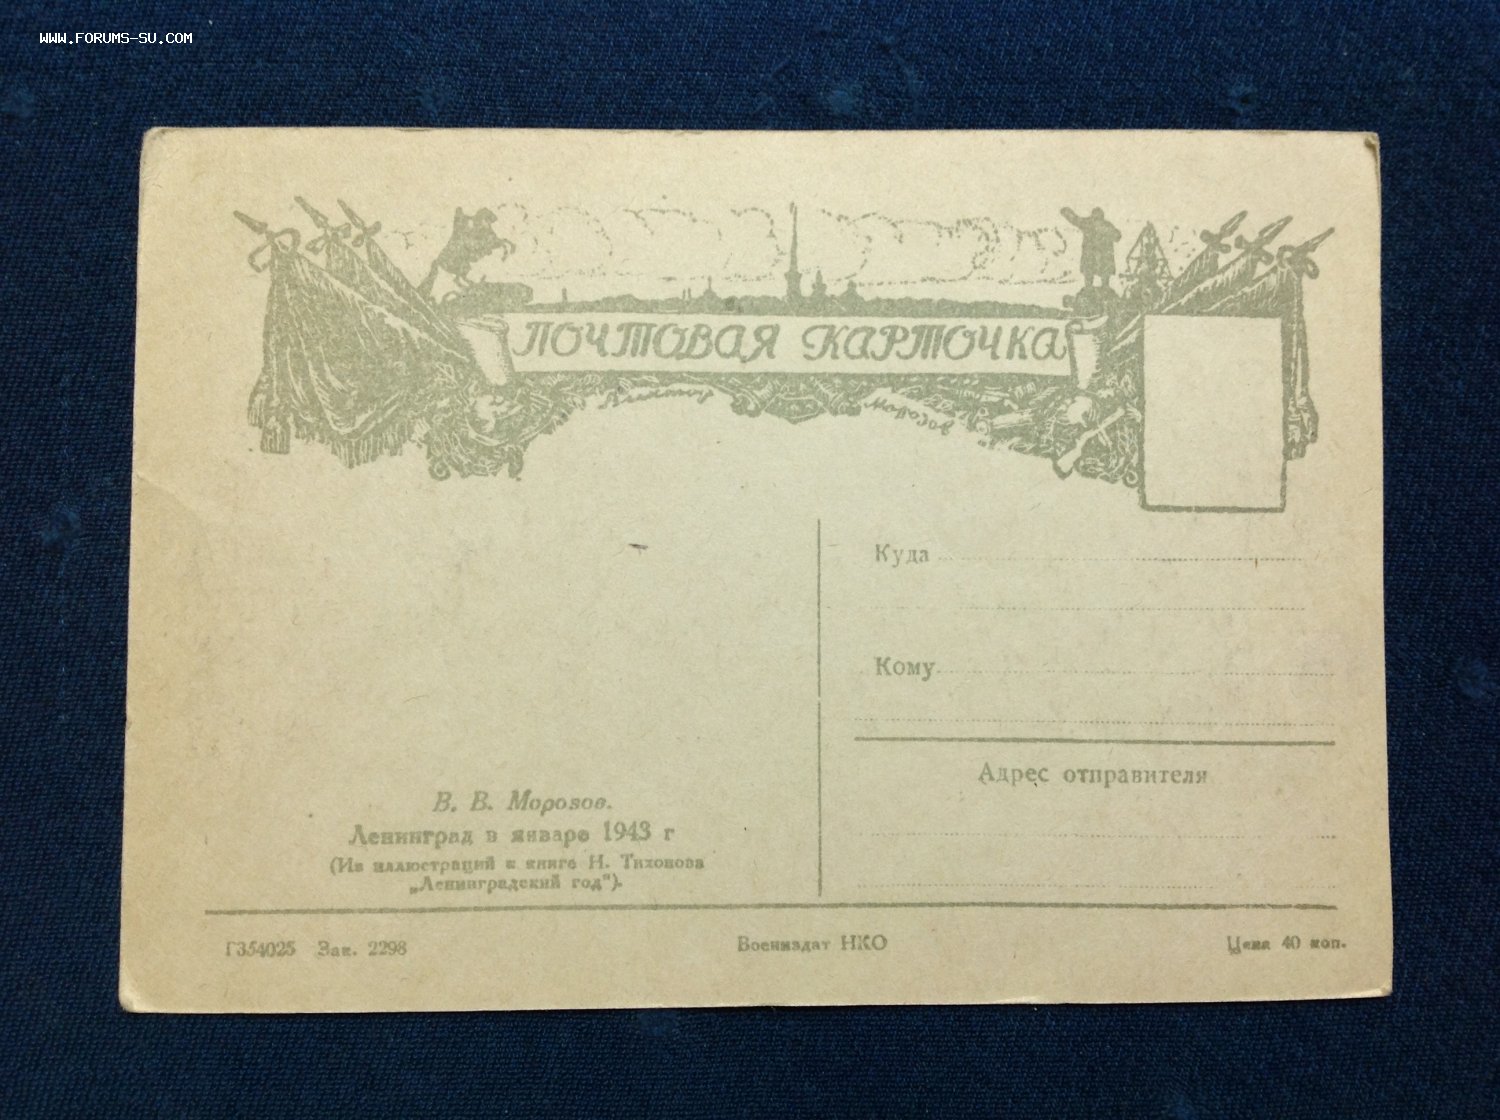 WWW.FORUMS-SU.COM
ПОЧТОВАЯ КАРТОЧКА
Виктор Морозов
Куда
Кому
Адрес отправителя
В. В. Морозов.
Ленинград в январе 1943 г
(Из иллюстраций к книге Н. Тихонова
„Ленинградский год“).
Г354025 Зак. 2298
Воениздат НКО
Цена 40 коп.